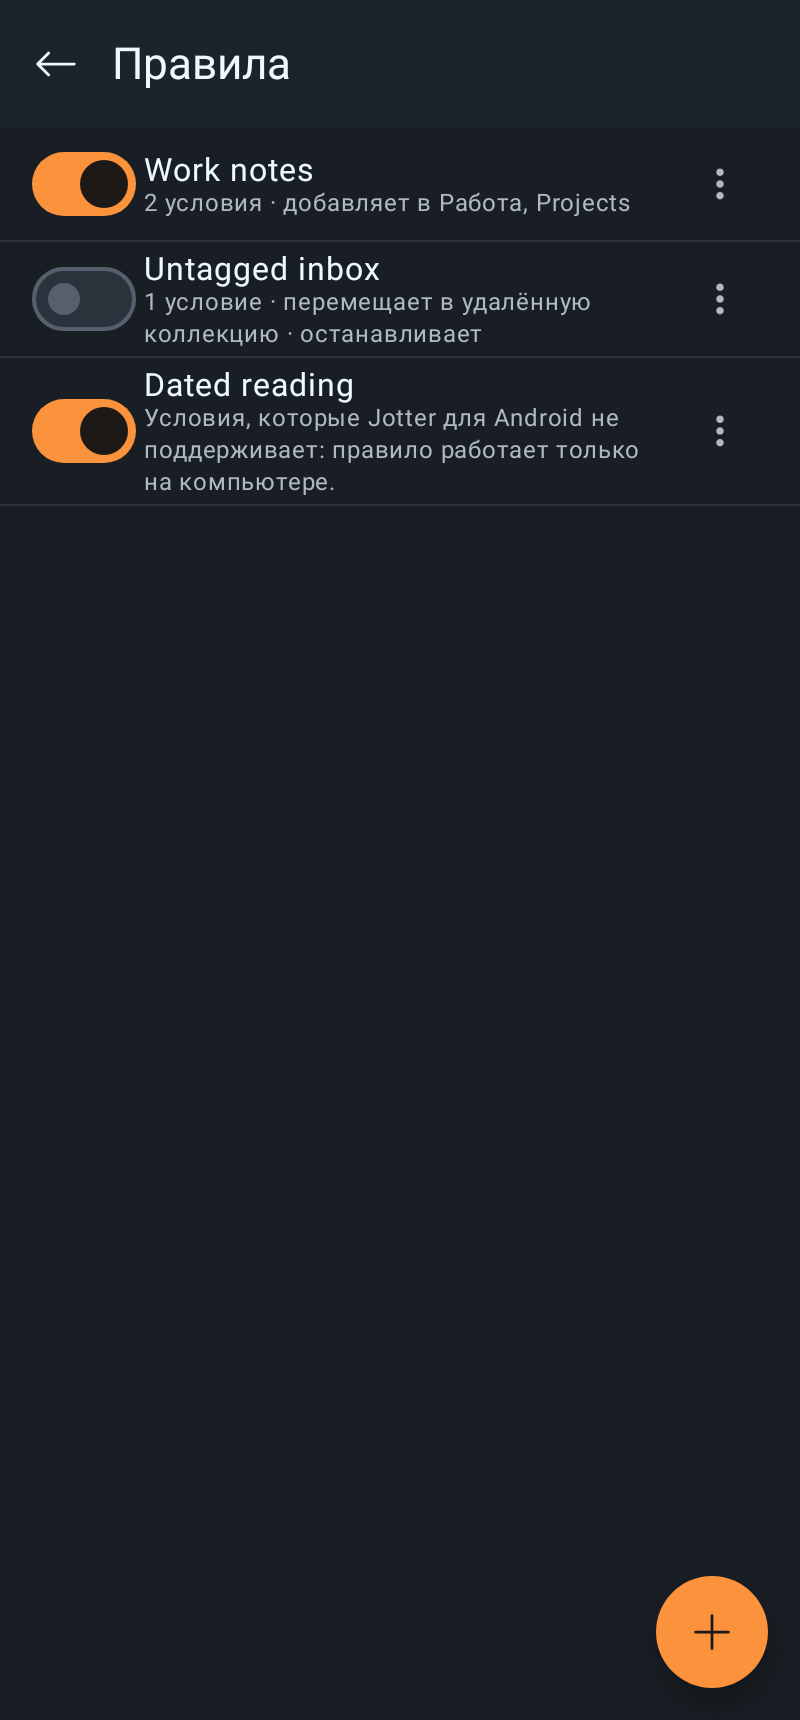 Правила
Work notes
2 условия · добавляет в Работа, Projects
Untagged inbox
1 условие · перемещает в удалённую
коллекцию · останавливает
Dated reading
Условия, которые Jotter для Android не
поддерживает: правило работает только
на компьютере.